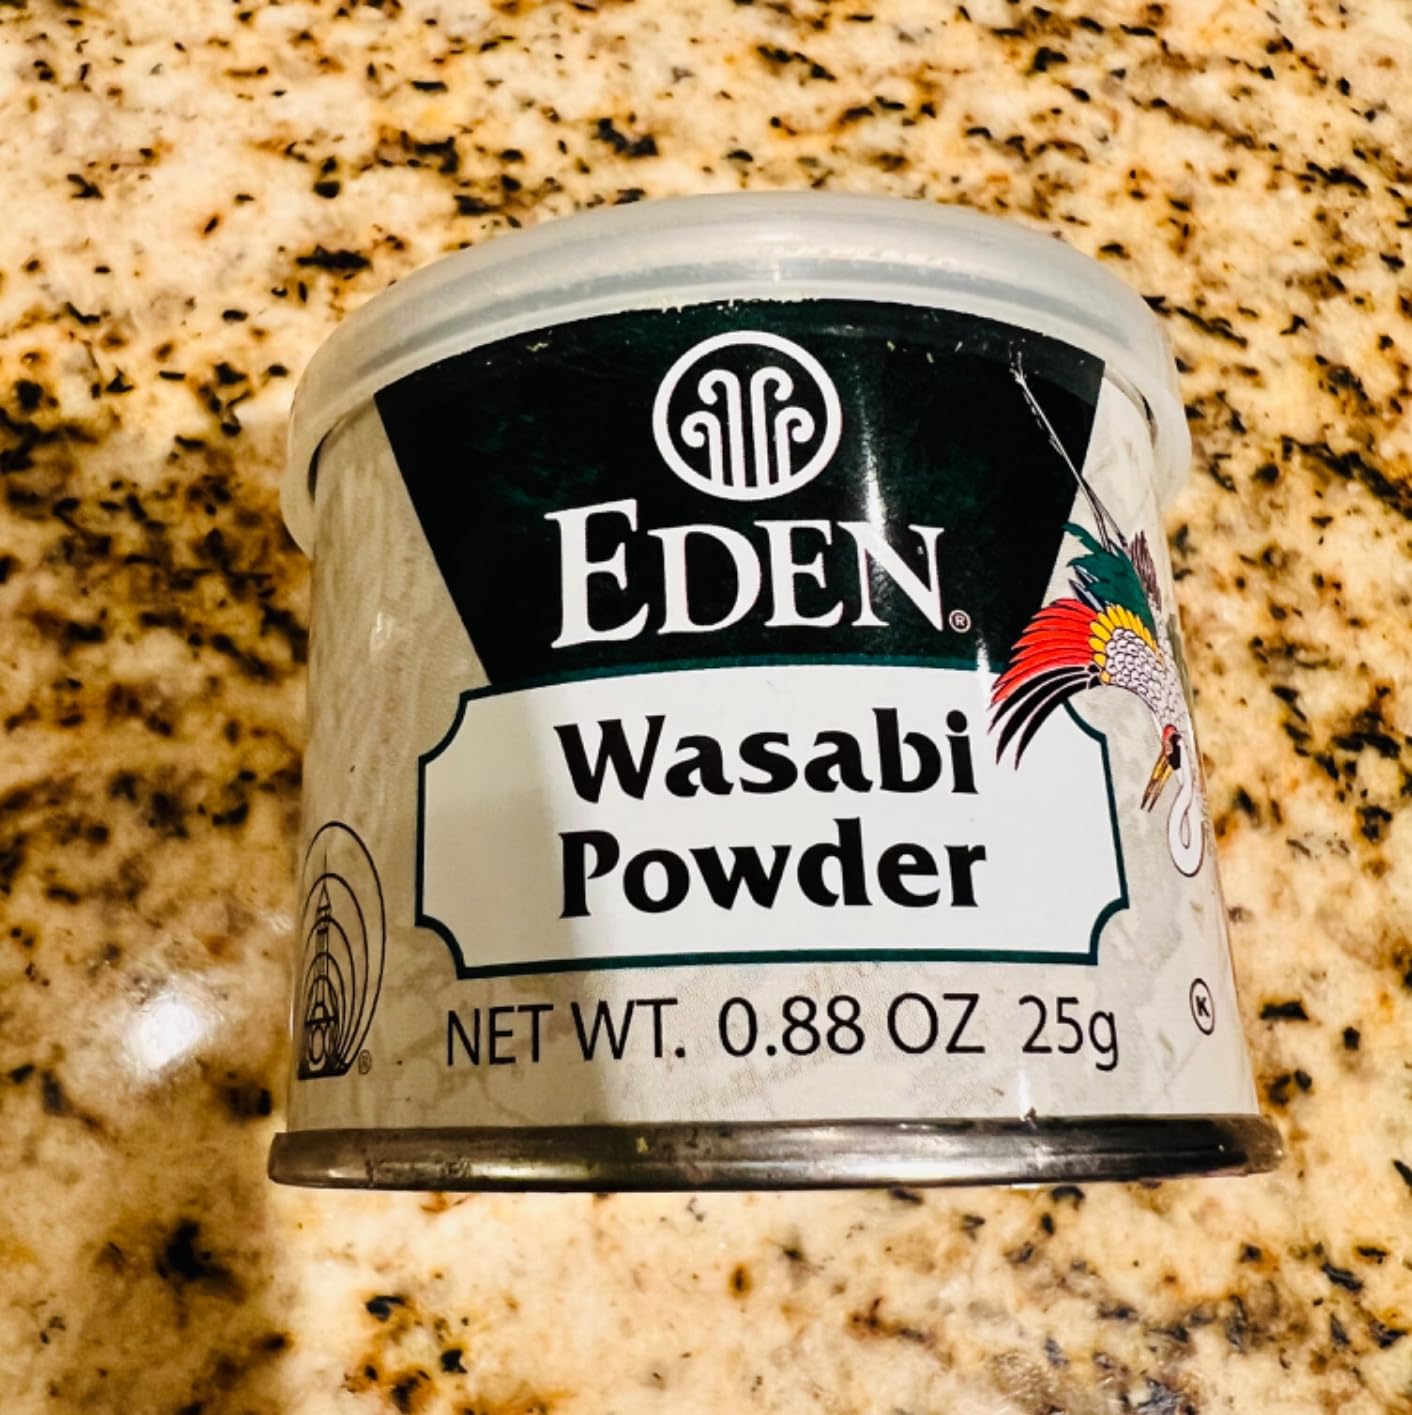 EDEN®
Wasabi
Powder
NET WT. 0.88 OZ 25g
K
®